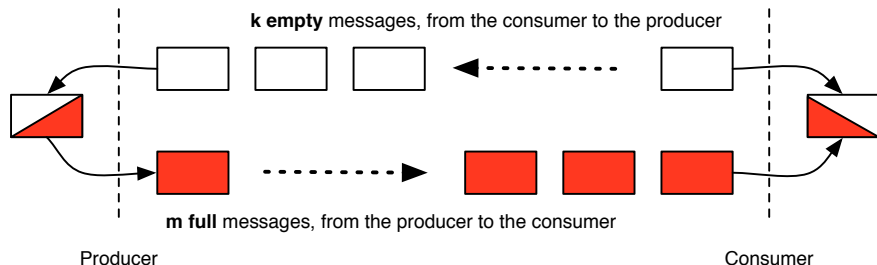 k empty messages, from the consumer to the producer
m full messages, from the producer to the consumer
Producer
Consumer